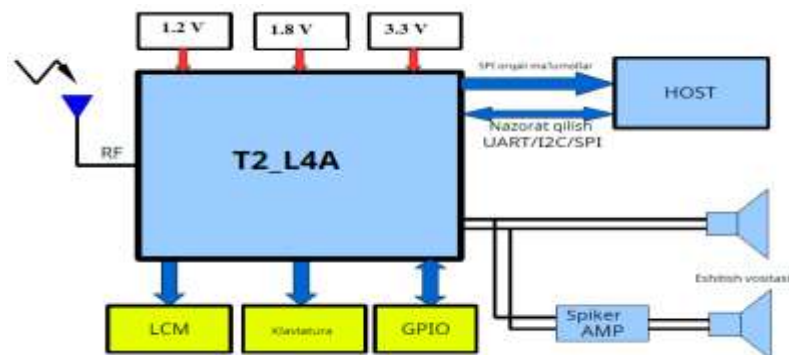 1.2 V
1.8 V
3.3 V
SPI orqali ma'lumotlar
HOST
Nazorat qilish
UART/I2C/SPI
RF
T2_L4A
Eshitish vositasi
LCM
Klaviatura
GPIO
Spiker
AMP